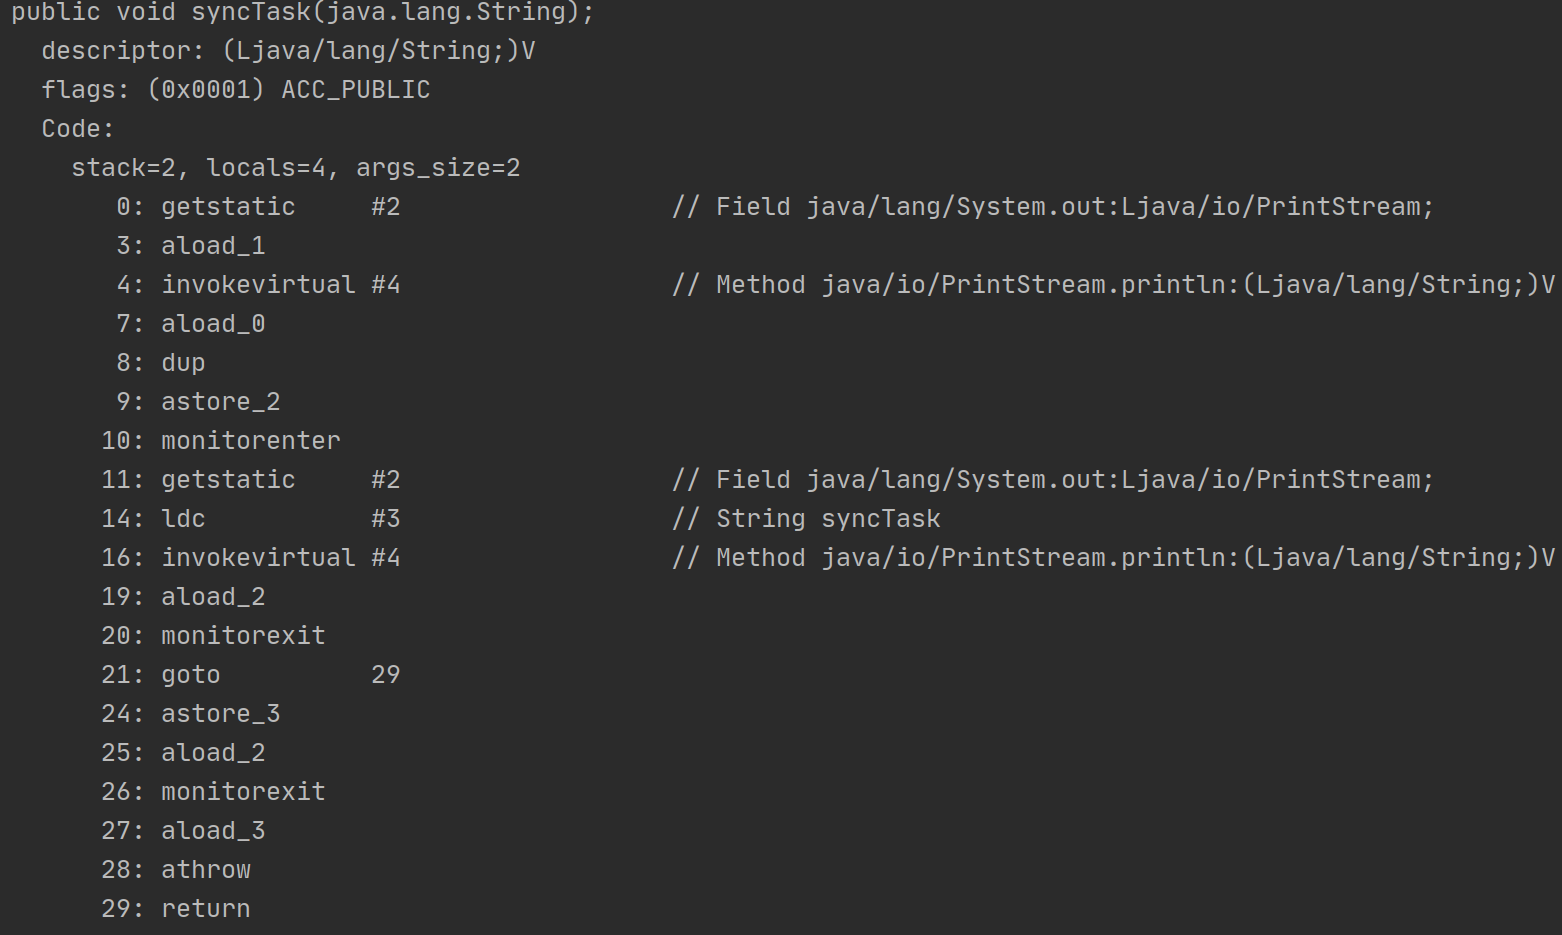 public void syncTask(java.lang.String);
  descriptor: (Ljava/lang/String;)V
  flags: (0x0001) ACC_PUBLIC
  Code:
    stack=2, locals=4, args_size=2
       0: getstatic     #2                  // Field java/lang/System.out:Ljava/io/PrintStream;
       3: aload_1
       4: invokevirtual #4                  // Method java/io/PrintStream.println:(Ljava/lang/String;)V
       7: aload_0
       8: dup
       9: astore_2
      10: monitorenter
      11: getstatic     #2                  // Field java/lang/System.out:Ljava/io/PrintStream;
      14: ldc           #3                  // String syncTask
      16: invokevirtual #4                  // Method java/io/PrintStream.println:(Ljava/lang/String;)V
      19: aload_2
      20: monitorexit
      21: goto          29
      24: astore_3
      25: aload_2
      26: monitorexit
      27: aload_3
      28: athrow
      29: return